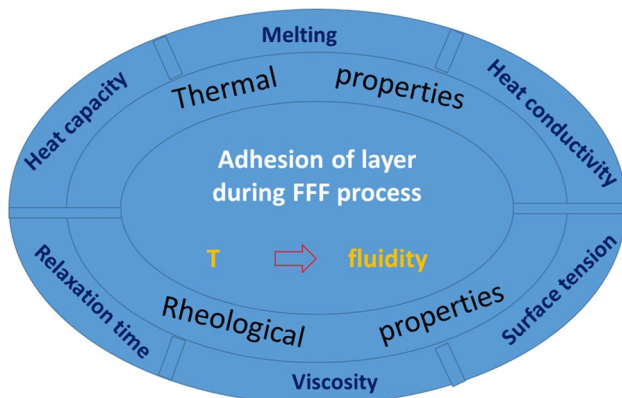 Melting
Heat capacity
Heat conductivity
Thermal properties
Adhesion of layer
during FFF process
T fluidity
Rheological properties
Relaxation time
Surface tension
Viscosity